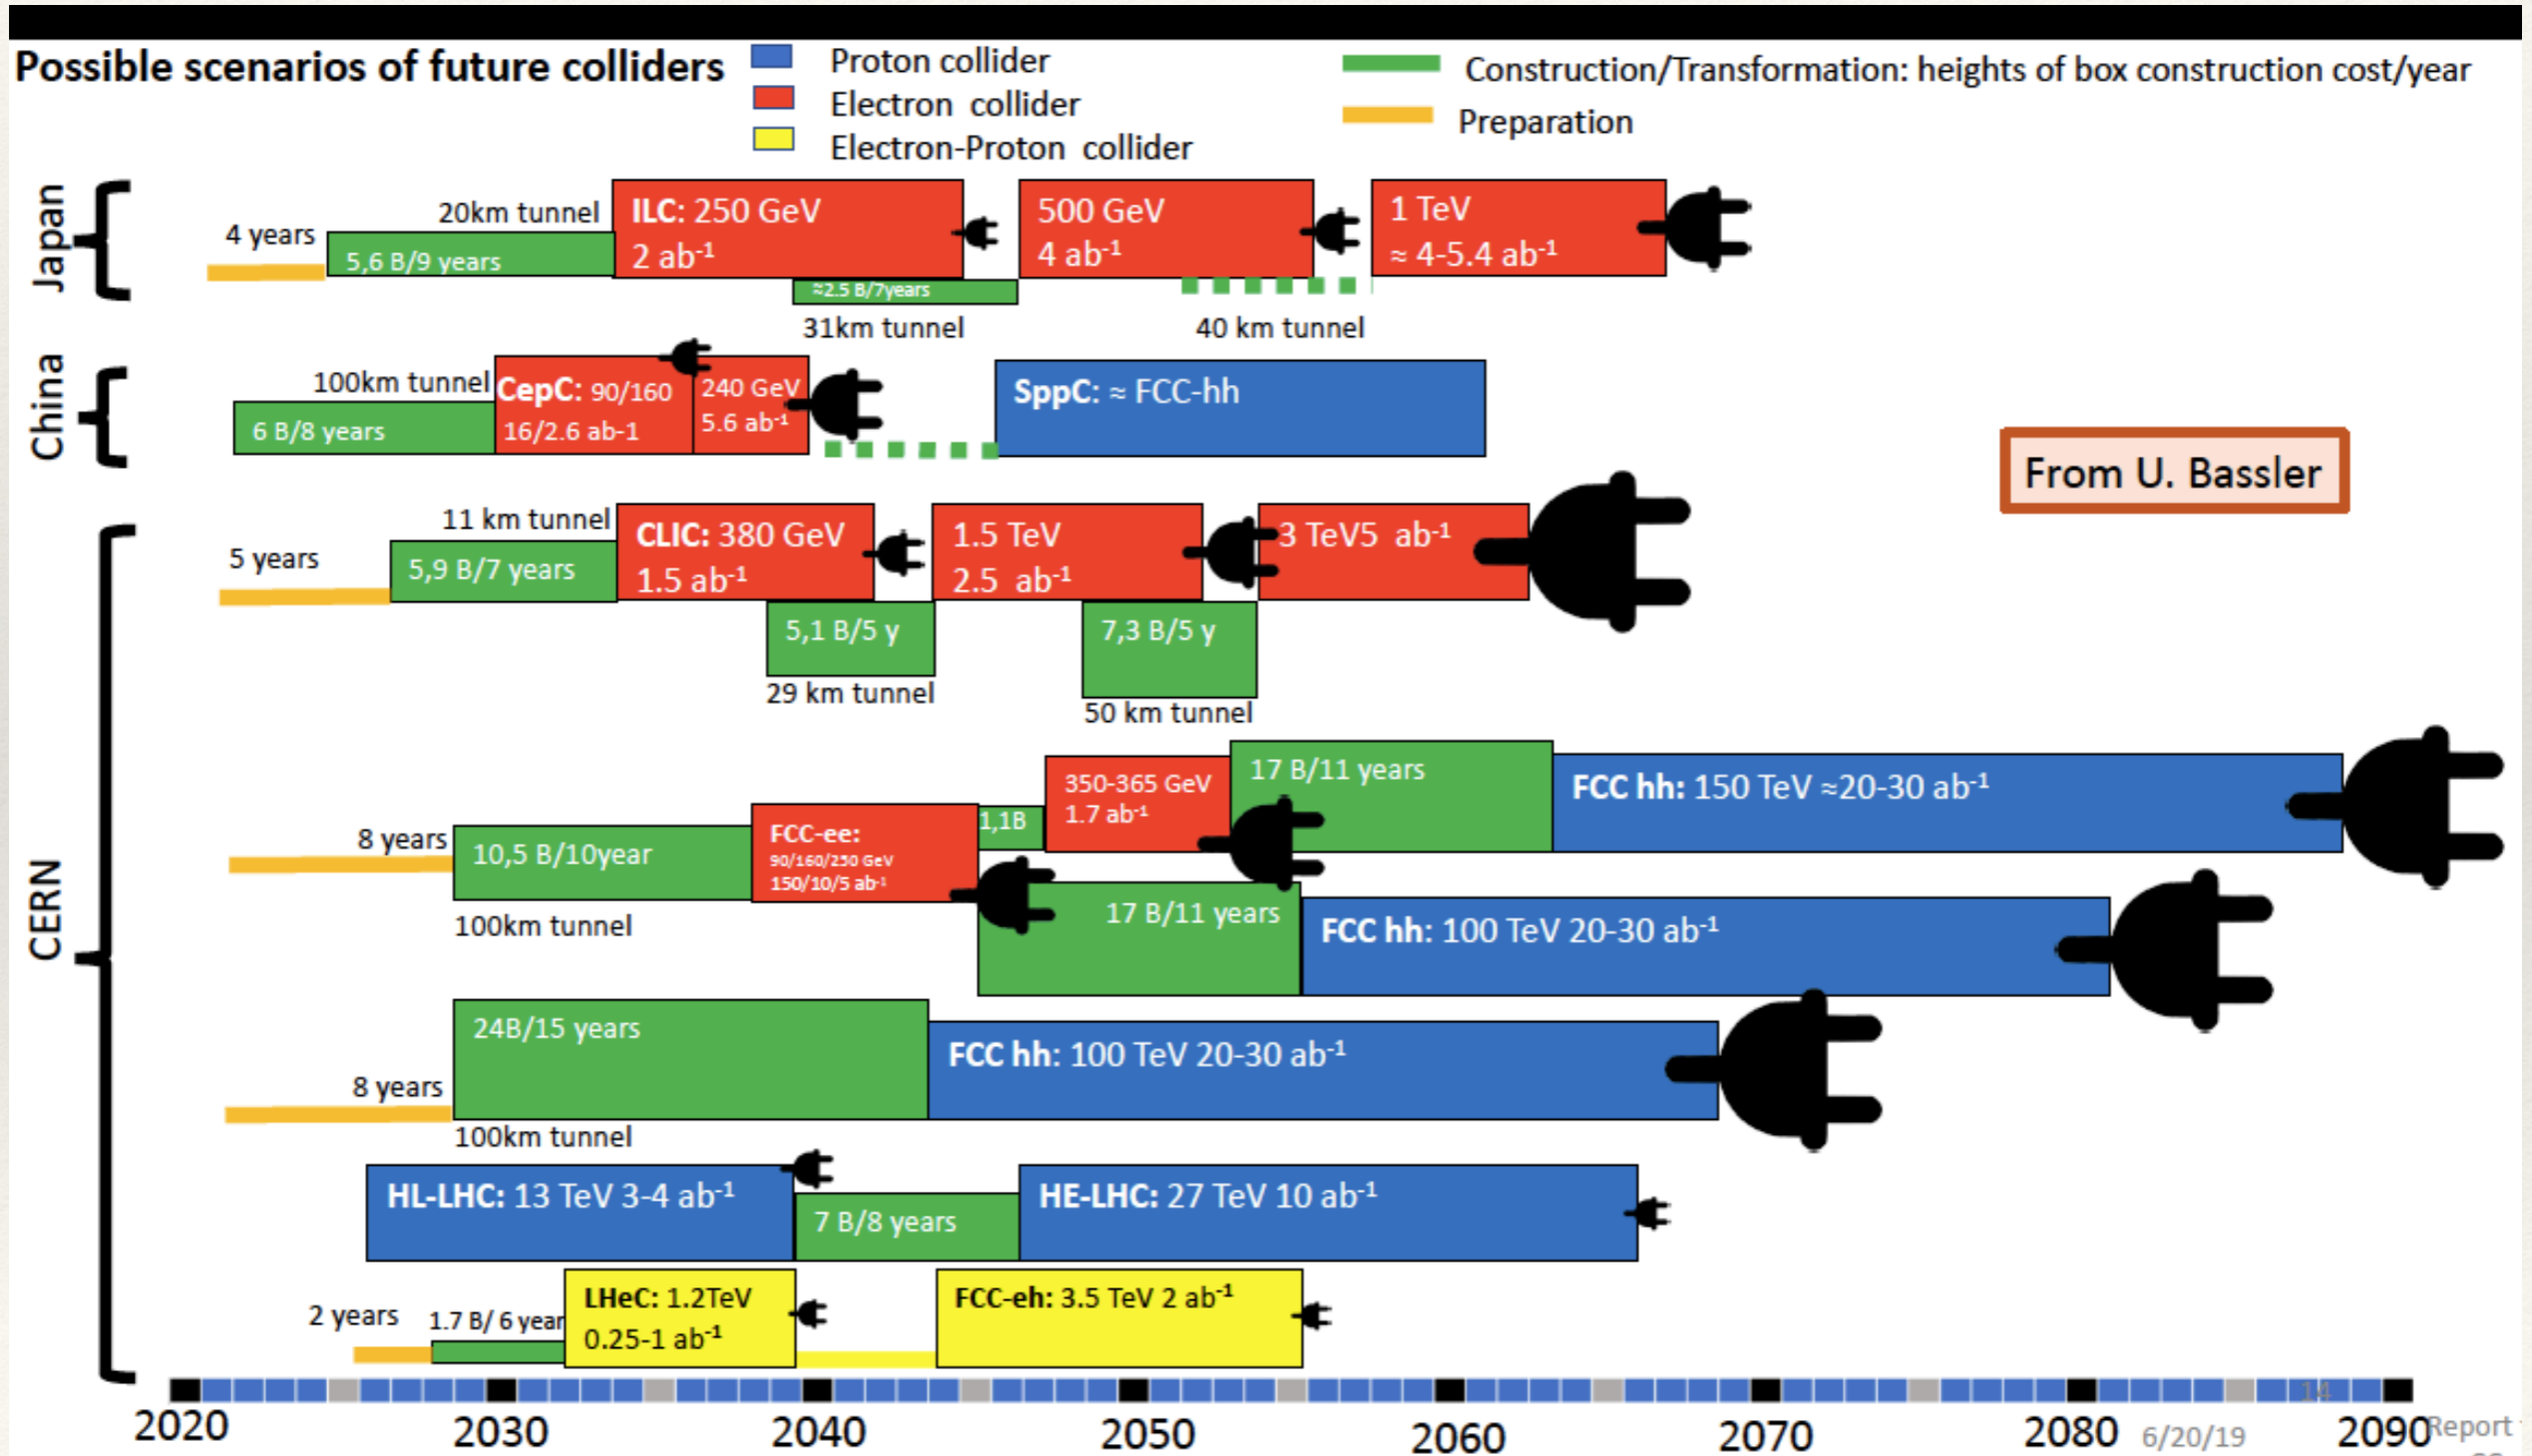 Possible scenarios of future colliders
Proton collider
Electron collider
Electron-Proton collider
Construction/Transformation: heights of box construction cost/year
Preparation
Japan
4 years
20km tunnel
5,6 B/9 years
ILC: 250 GeV
2 ab-1
≈2.5 B/7years
31km tunnel
500 GeV
4 ab-1
40 km tunnel
1 TeV
≈ 4-5.4 ab-1
China
100km tunnel
6 B/8 years
CepC: 90/160
16/2.6 ab-1
240 GeV
5.6 ab-1
SppC: ≈ FCC-hh
From U. Bassler
CERN
5 years
11 km tunnel
5,9 B/7 years
CLIC: 380 GeV
1.5 ab-1
5,1 B/5 y
29 km tunnel
1.5 TeV
2.5 ab-1
7,3 B/5 y
50 km tunnel
3 TeV5 ab-1
8 years
10,5 B/10year
100km tunnel
FCC-ee:
90/160/230 GeV
150/10/5 ab-1
1,1B
350-365 GeV
1.7 ab-1
17 B/11 years
FCC hh: 150 TeV ≈20-30 ab-1
17 B/11 years
FCC hh: 100 TeV 20-30 ab-1
8 years
24B/15 years
100km tunnel
FCC hh: 100 TeV 20-30 ab-1
HL-LHC: 13 TeV 3-4 ab-1
7 B/8 years
HE-LHC: 27 TeV 10 ab-1
2 years
1.7 B/ 6 year
LHeC: 1.2TeV
0.25-1 ab-1
FCC-eh: 3.5 TeV 2 ab-1
14
2020 2030 2040 2050 2060 2070 2080 2090
6/20/19
Report